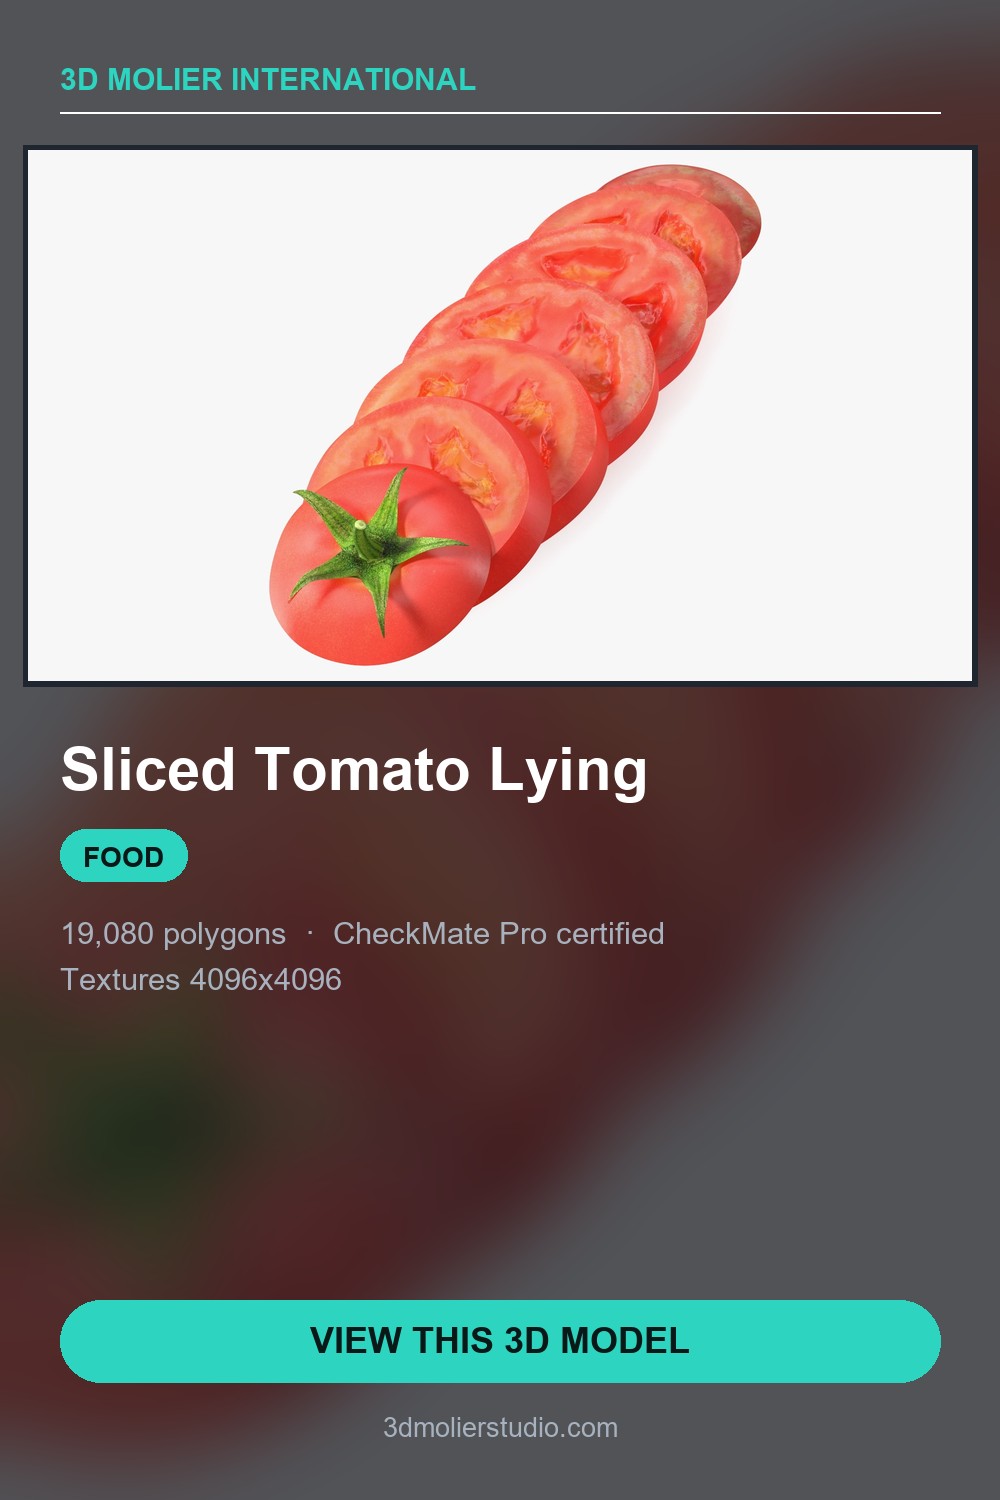 3D MOLIER INTERNATIONAL
Sliced Tomato Lying
FOOD
19,080 polygons · CheckMate Pro certified
Textures 4096x4096
VIEW THIS 3D MODEL
3dmolierstudio.com